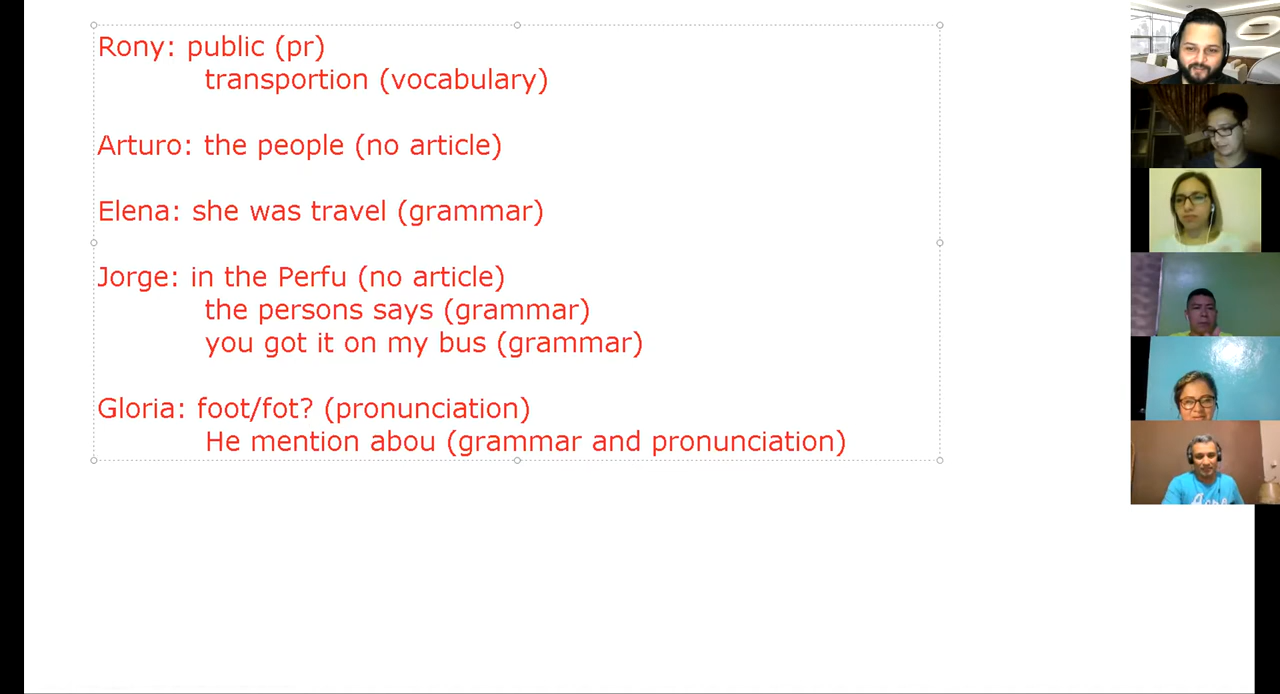 Rony: public (pr)
transportion (vocabulary)
Arturo: the people (no article)
Elena: she was travel (grammar)
Jorge: in the Perfu (no article)
the persons says (grammar)
you got it on my bus (grammar)
Gloria: foot/fot? (pronunciation)
He mention abou (grammar and pronunciation)